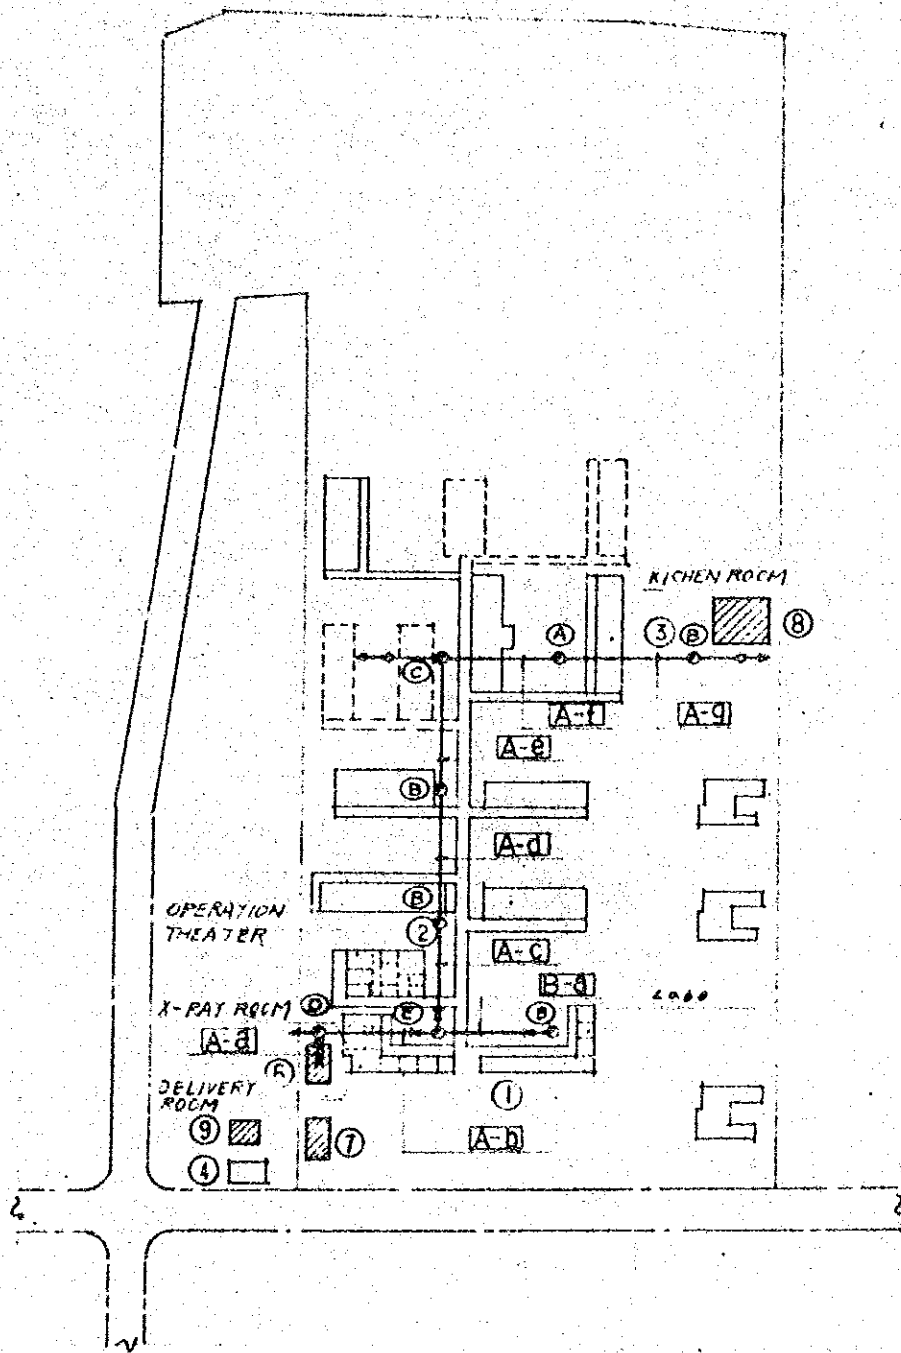 KICHEN ROOM
A
3
B
8
C
A-f
A-g
A-e
B
A-d
B
OPERATION
THEATER
2
A-c
B-a
X-RAY ROOM
D
E
B
A-a
DELIVERY
ROOM
1
9
7
A-b
4